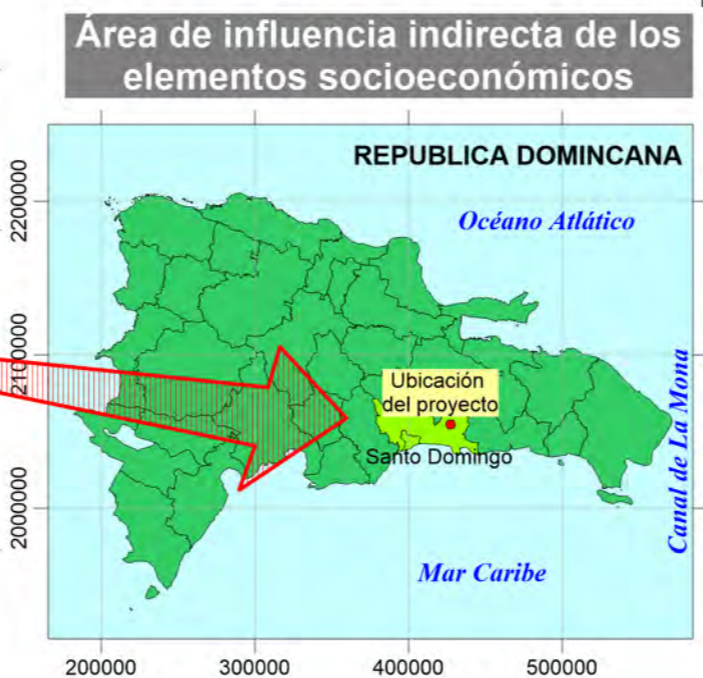 Área de influencia indirecta de los
elementos socioeconómicos
REPUBLICA DOMINCANA
Océano Atlático
2200000
2100000
2000000
Ubicación
del proyecto
Santo Domingo
Canal de La Mona
Mar Caribe
200000
300000
400000
500000